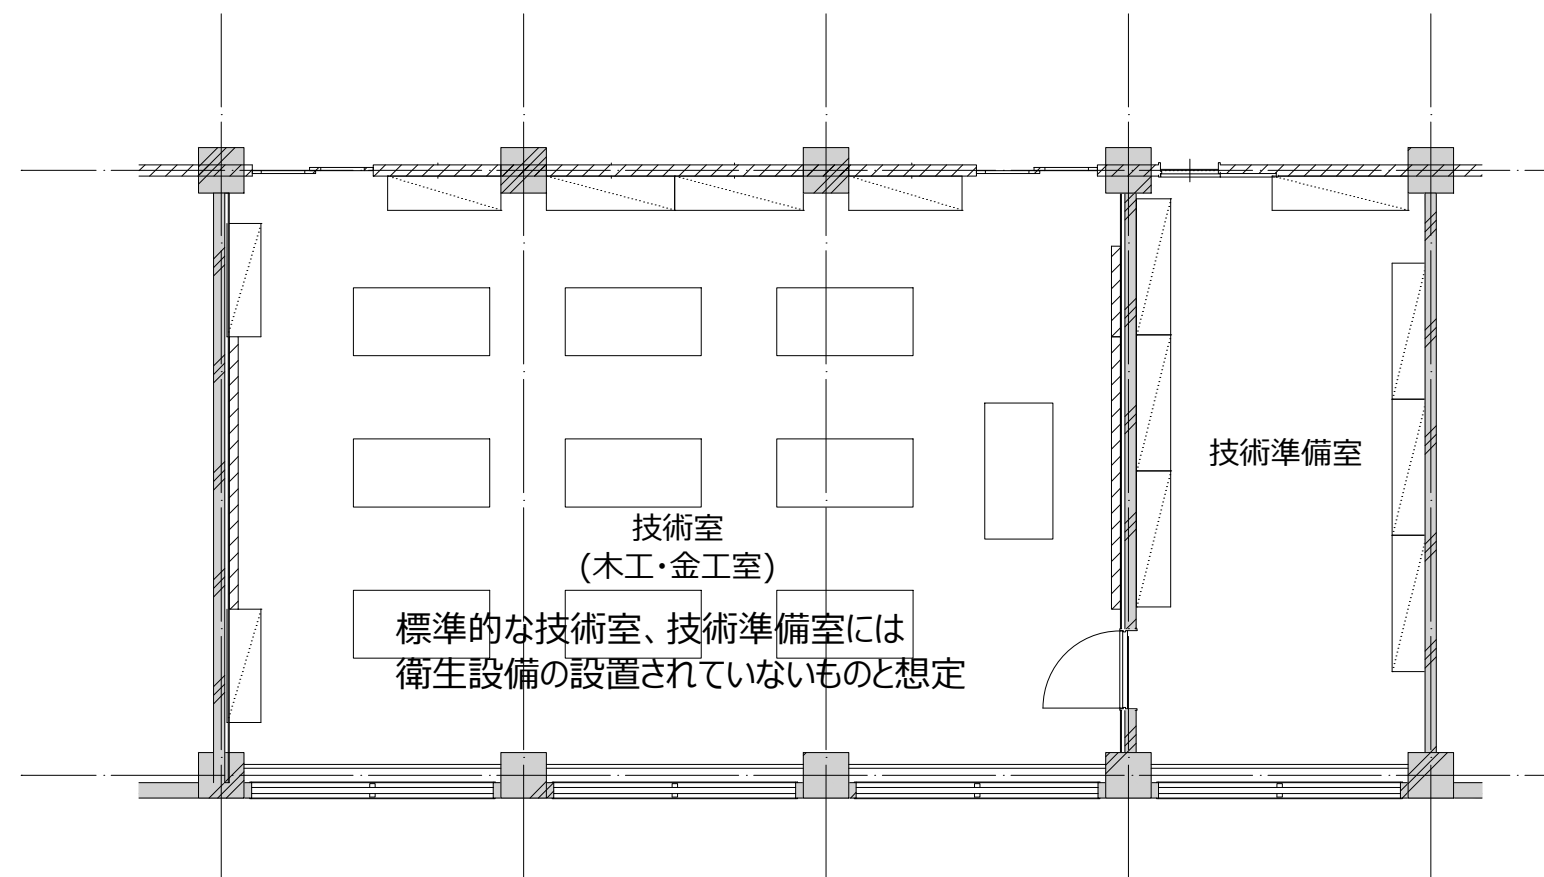 技術準備室
技術室
(木工・金工室)
標準的な技術室、技術準備室には
衛生設備の設置されていないものと想定